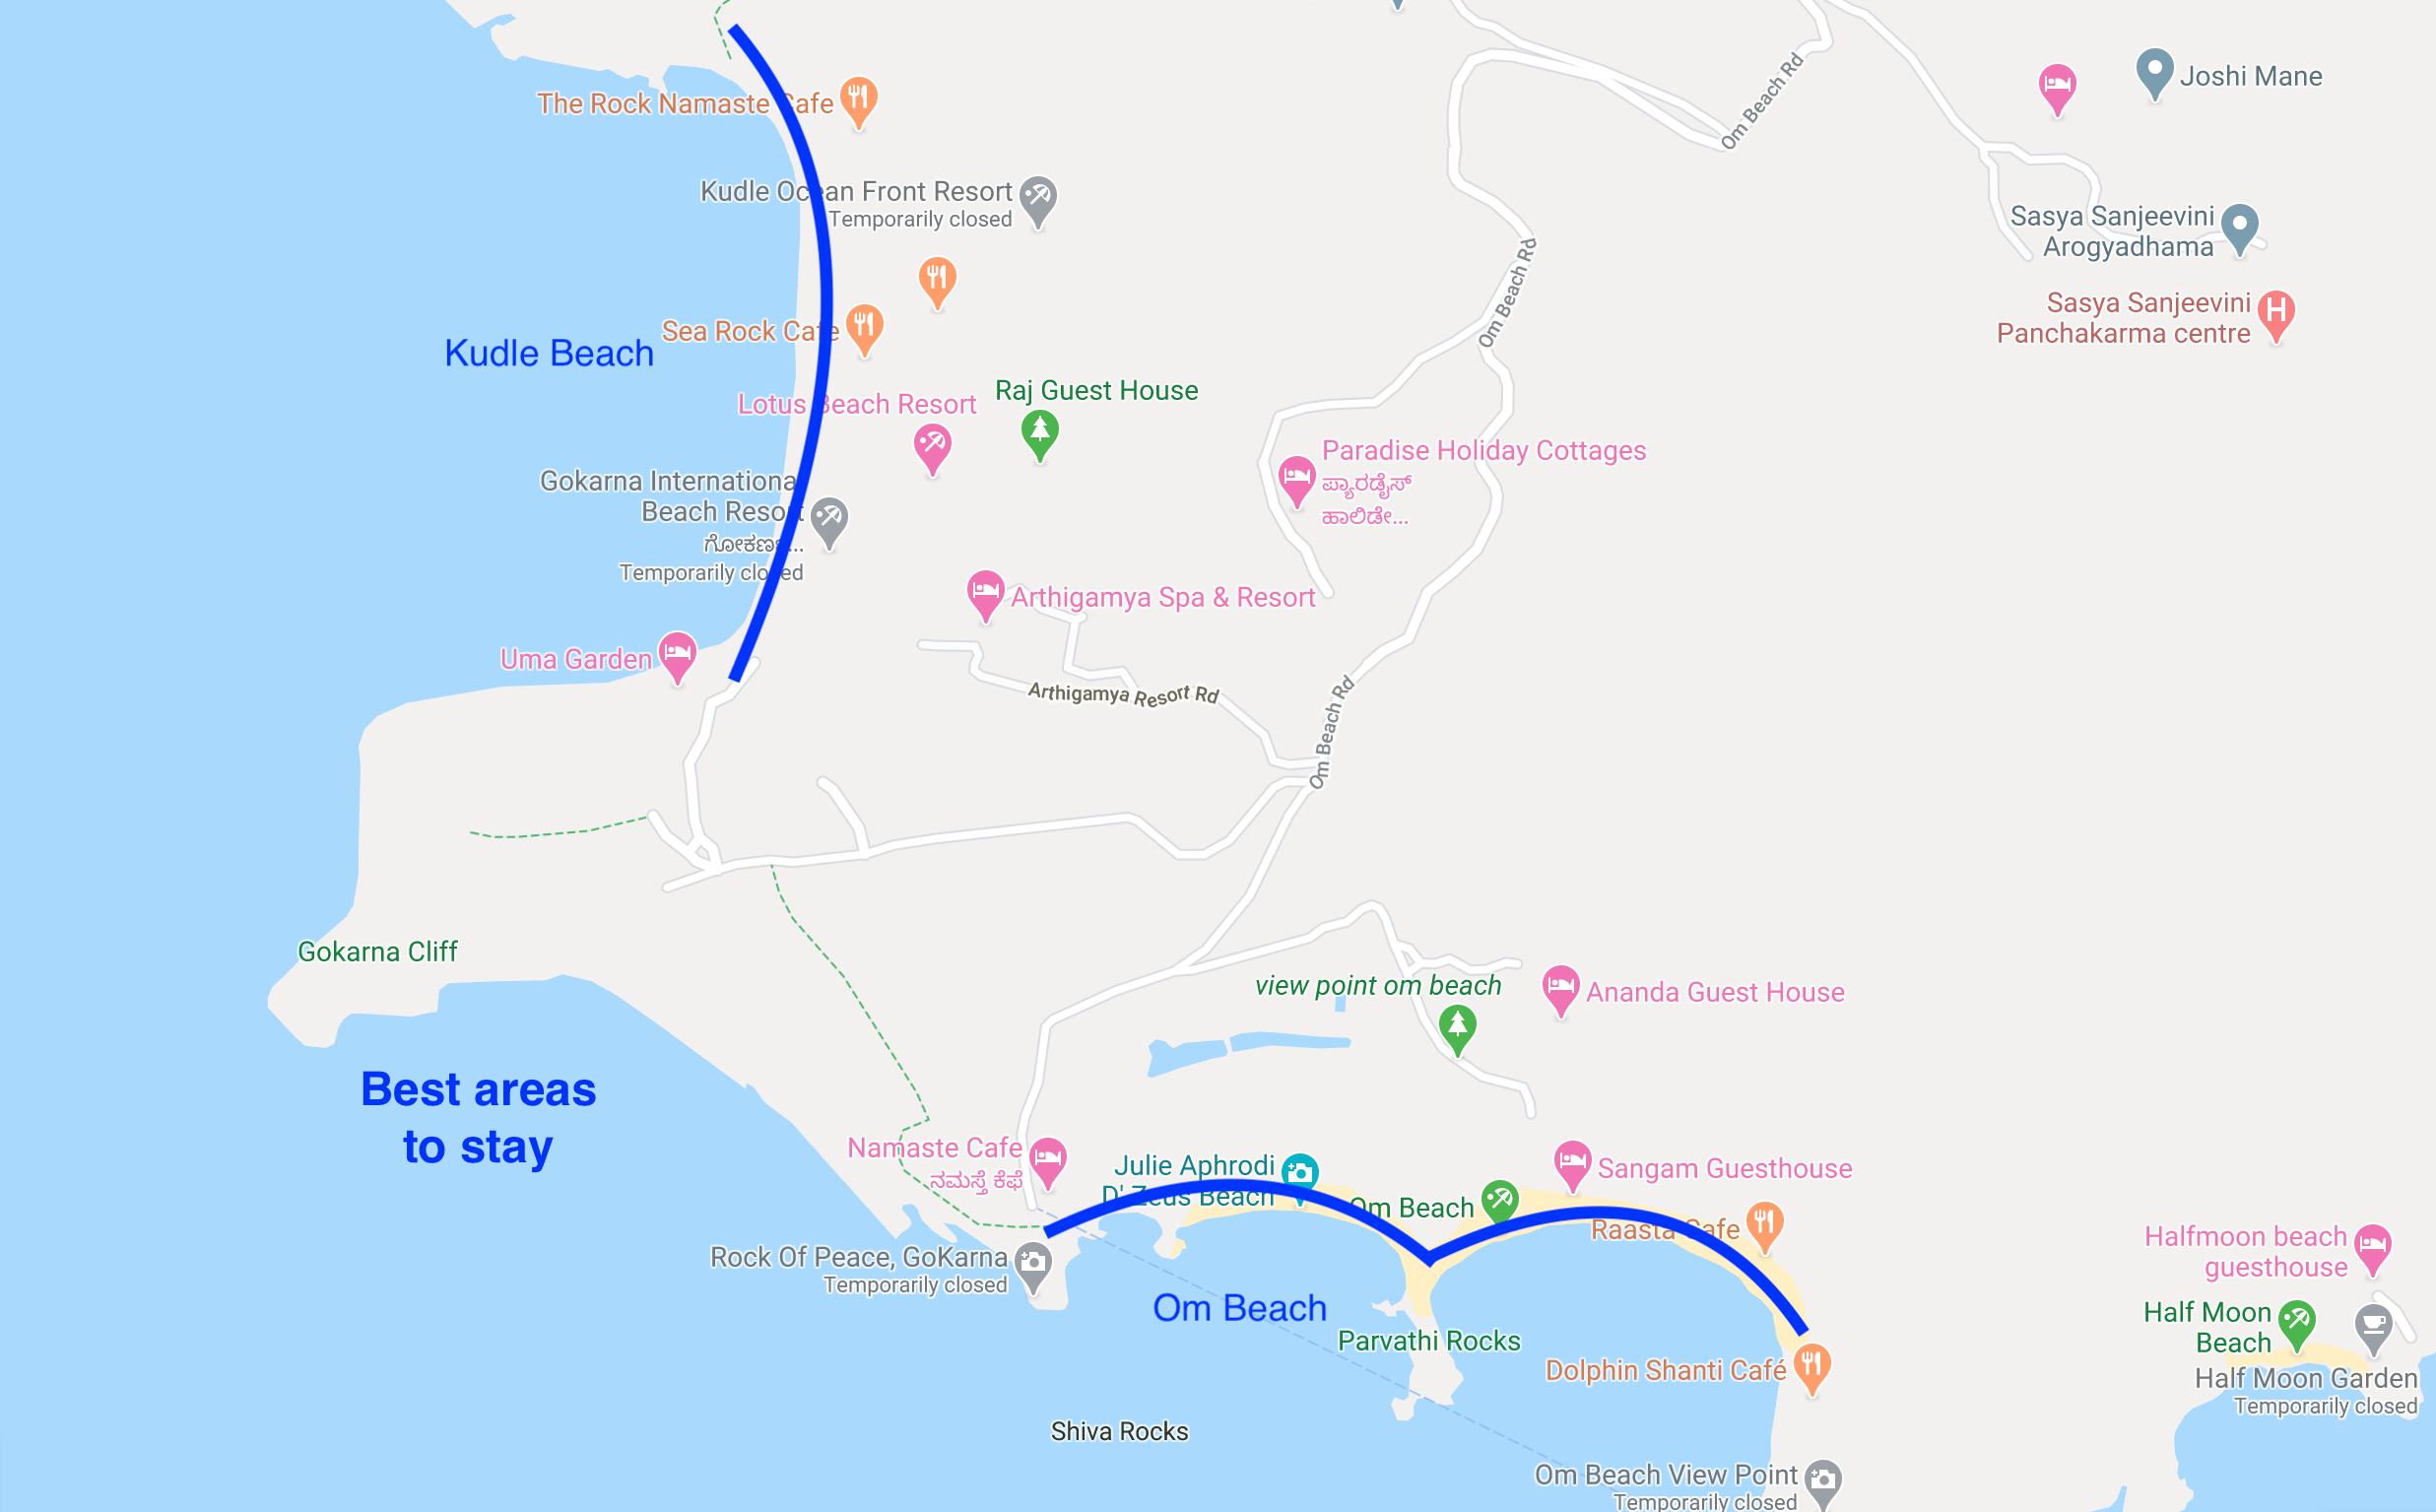 The Rock Namaste Cafe
Kudle Ocean Front Resort
Temporarily closed
Sea Rock Cafe
Kudle Beach
Lotus Beach Resort
Raj Guest House
Gokarna Internationa
Beach Resort
ಗೋಕರ್ಣ...
Temporarily closed
Uma Garden
Arthigamya Spa & Resort
Arthigamya Resort Rd
Paradise Holiday Cottages
ಪ್ಯಾರಡೈಸ್
ಹಾಲಿಡೇ...
Om Beach Rd
Om Beach Rd
Om Beach Rd
Joshi Mane
Sasya Sanjeevini
Arogyadhama
Sasya Sanjeevini
Panchakarma centre
Gokarna Cliff
Best areas
to stay
view point om beach
Ananda Guest House
Namaste Cafe
ನಮಸ್ತೆ ಕೆಫೆ
Julie Aphrodi
D' Zeus Beach
Om Beach
Sangam Guesthouse
Raasta Cafe
Rock Of Peace, GoKarna
Temporarily closed
Om Beach
Parvathi Rocks
Dolphin Shanti Café
Shiva Rocks
Om Beach View Point
Temporarily closed
Halfmoon beach
guesthouse
Half Moon
Beach
Half Moon Garden
Temporarily closed